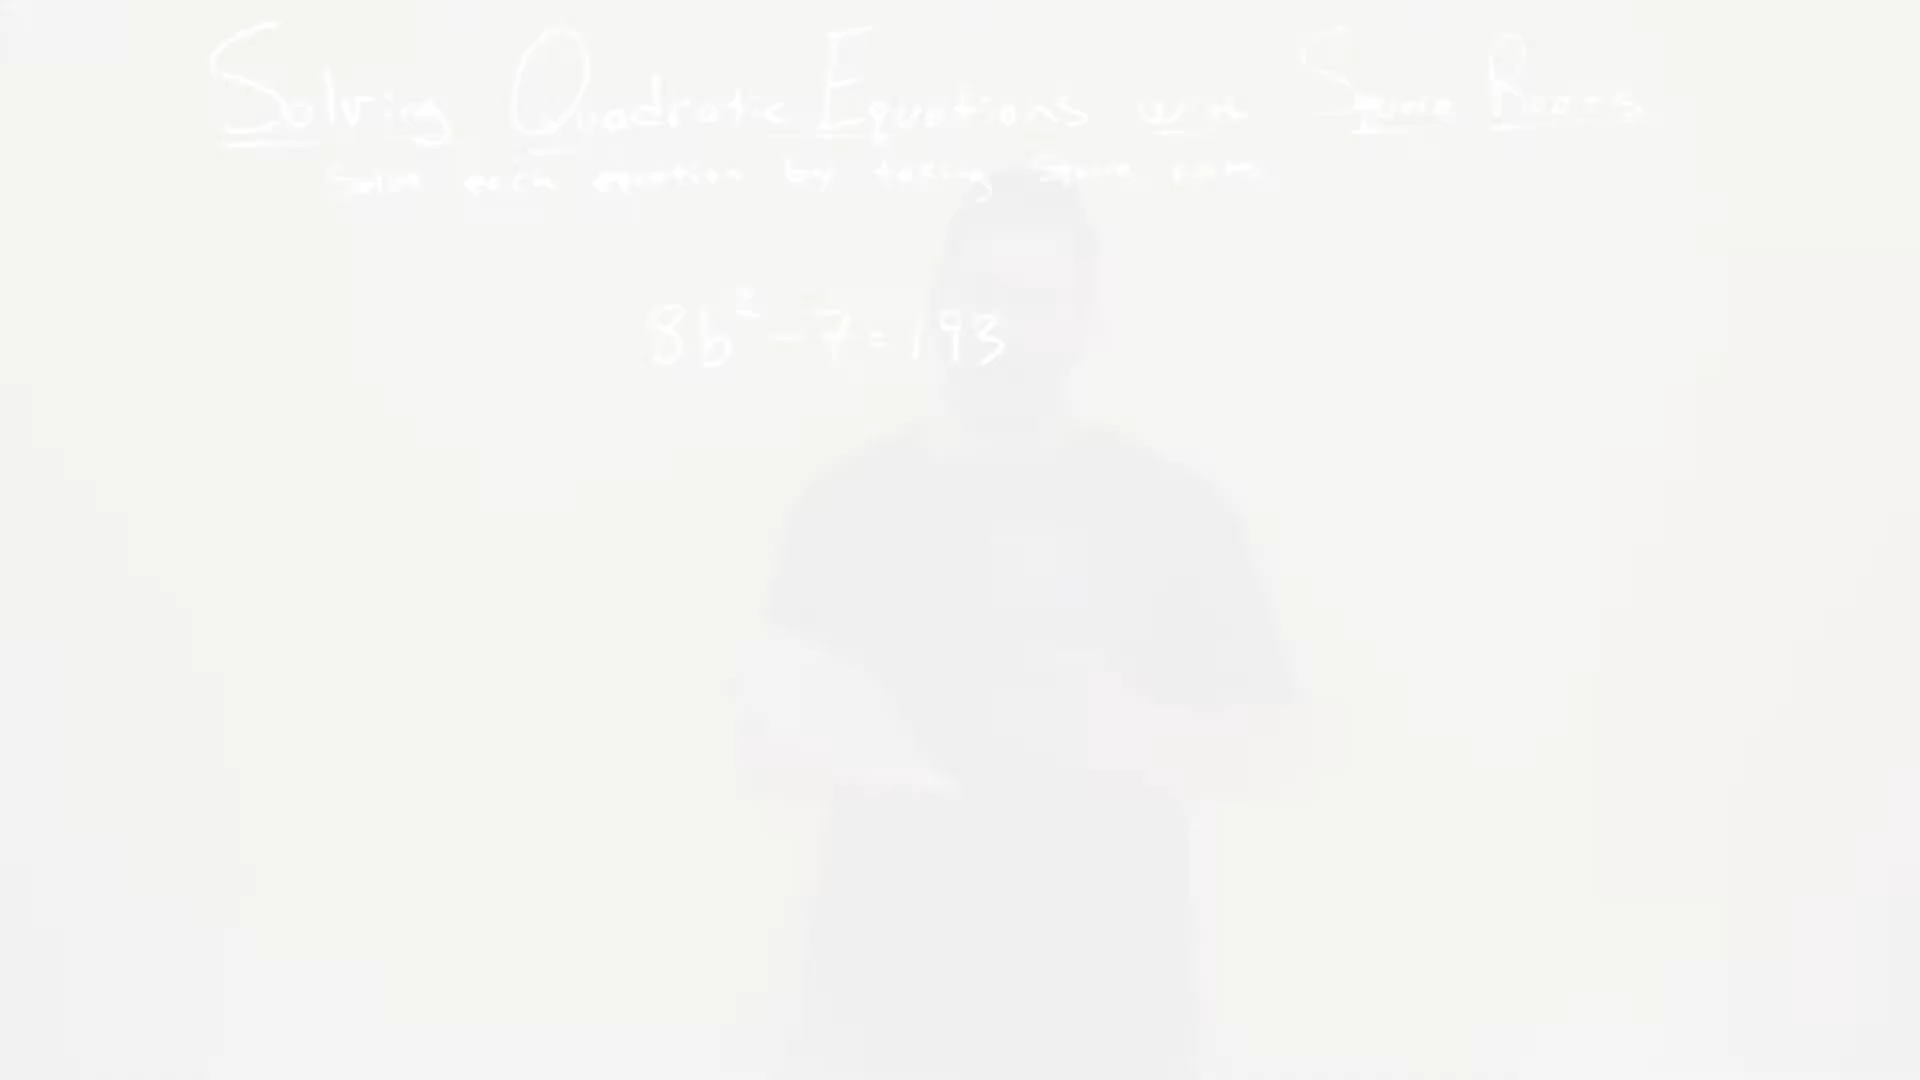 Solving Quadratic Equations with Square Roots
Solve each equation by taking square roots
8b² - 7 = 193